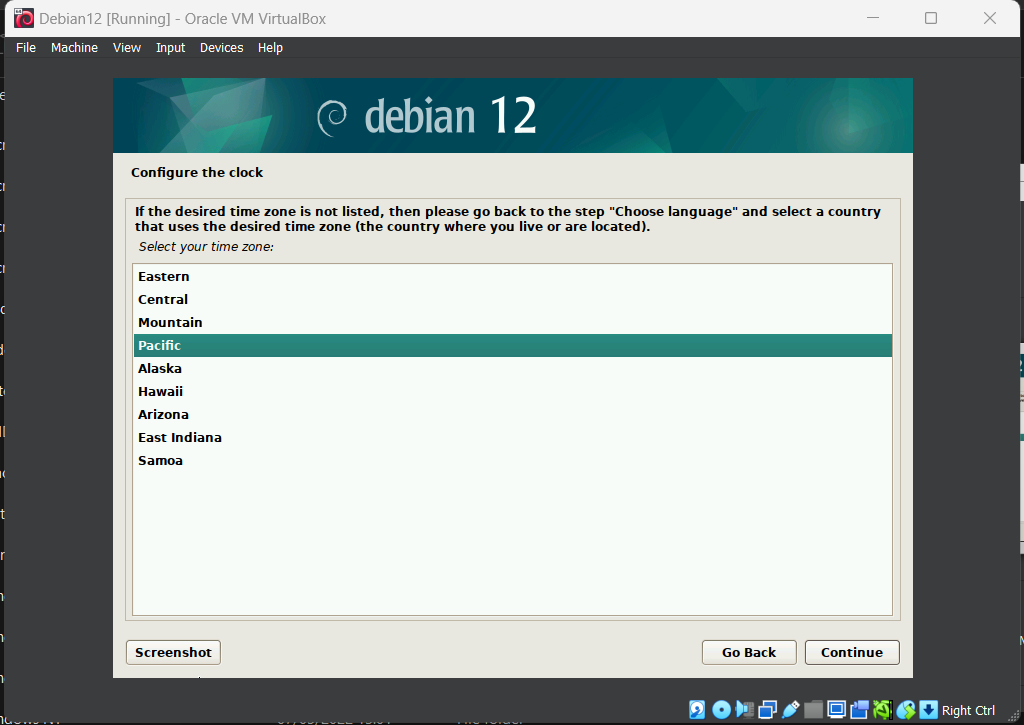 Debian12 [Running] - Oracle VM VirtualBox
File Machine View Input Devices Help
debian 12
Configure the clock
If the desired time zone is not listed, then please go back to the step "Choose language" and select a country
that uses the desired time zone (the country where you live or are located).
Select your time zone:
Eastern
Central
Mountain
Pacific
Alaska
Hawaii
Arizona
East Indiana
Samoa
Screenshot Go Back Continue
Right Ctrl